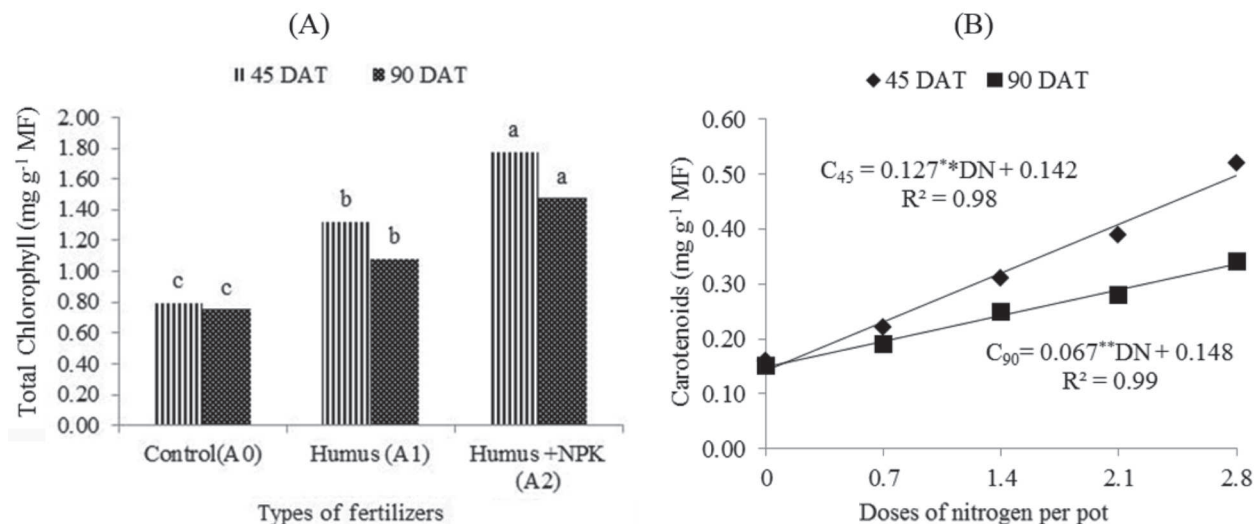 (A)
45 DAT 90 DAT
Total Chlorophyll (mg g⁻¹ MF)
2.00
1.80
1.60
1.40
1.20
1.00
0.80
0.60
0.40
0.20
0.00
c
c
b
b
a
a
Control(A0)
Humus (A1)
Humus +NPK
(A2)
Types of fertilizers
(B)
45 DAT 90 DAT
Carotenoids (mg g⁻¹ MF)
0.60
0.50
0.40
0.30
0.20
0.10
0.00
C₄₅ = 0.127**DN + 0.142
R² = 0.98
C₉₀= 0.067**DN + 0.148
R² = 0.99
0 0.7 1.4 2.1 2.8
Doses of nitrogen per pot